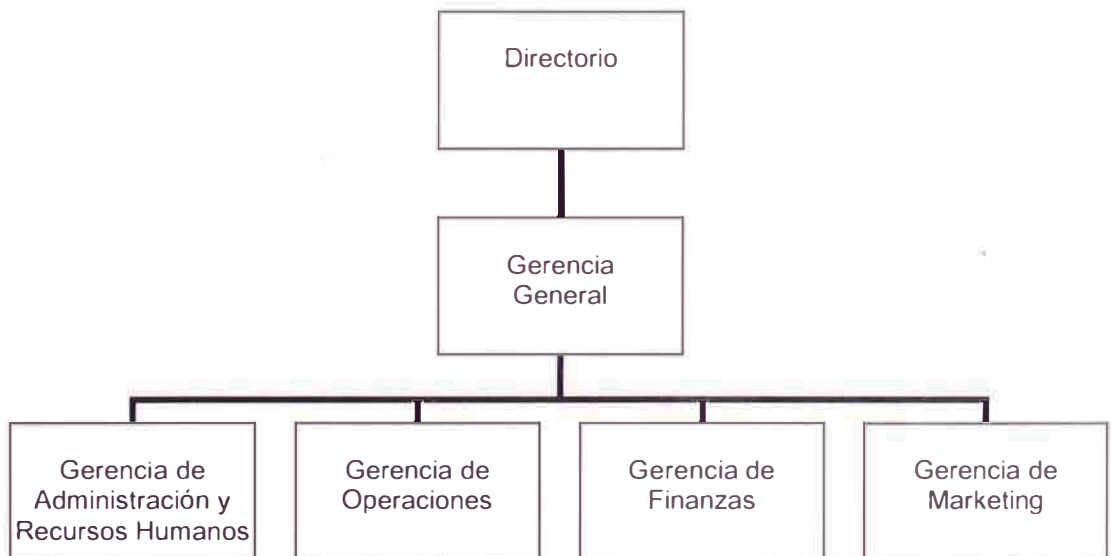 Directorio
Gerencia
General
Gerencia de
Administración y
Recursos Humanos
Gerencia de
Operaciones
Gerencia de
Finanzas
Gerencia de
Marketing